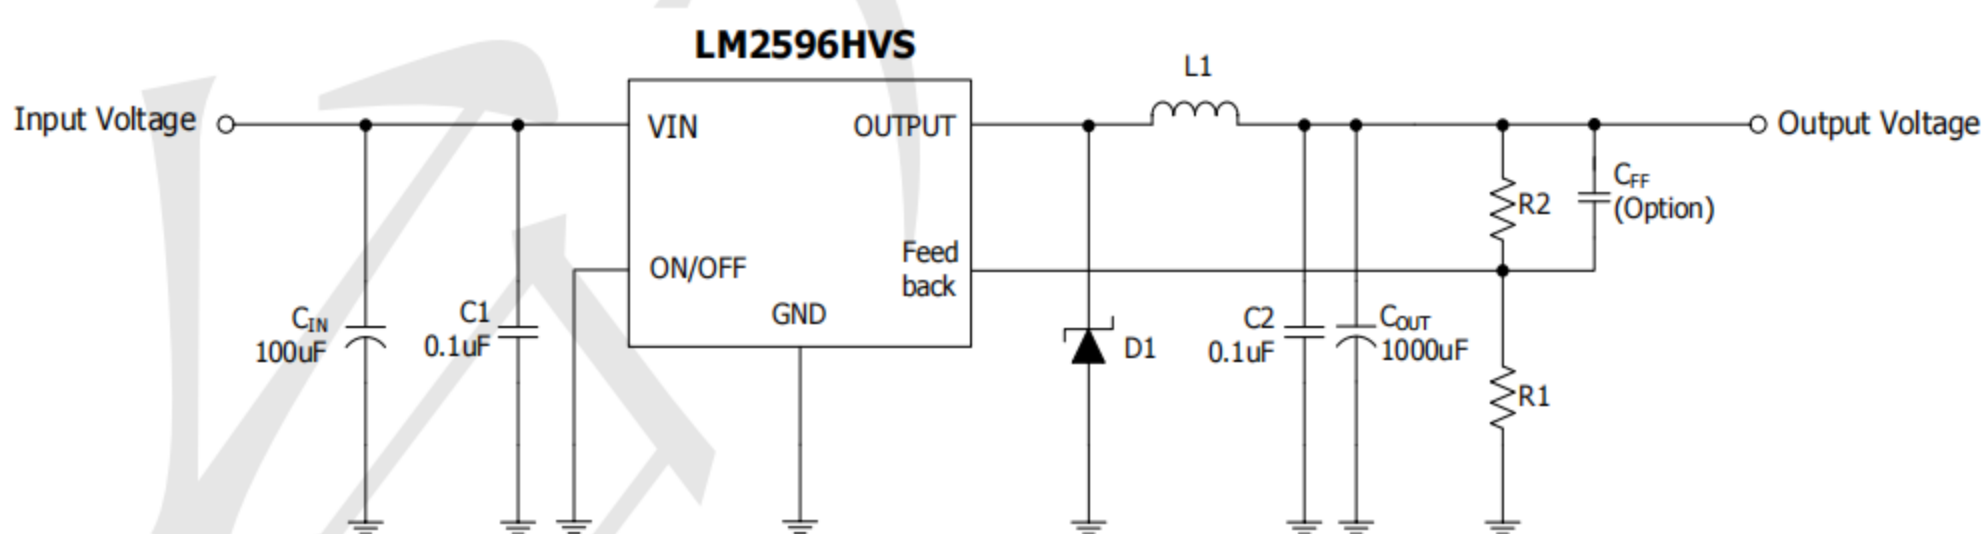 LM2596HVS
L1
Input Voltage
VIN
OUTPUT
Output Voltage
CFF
(Option)
R2
ON/OFF
Feed
back
GND
CIN
100uF
C1
0.1uF
D1
C2
0.1uF
COUT
1000uF
R1